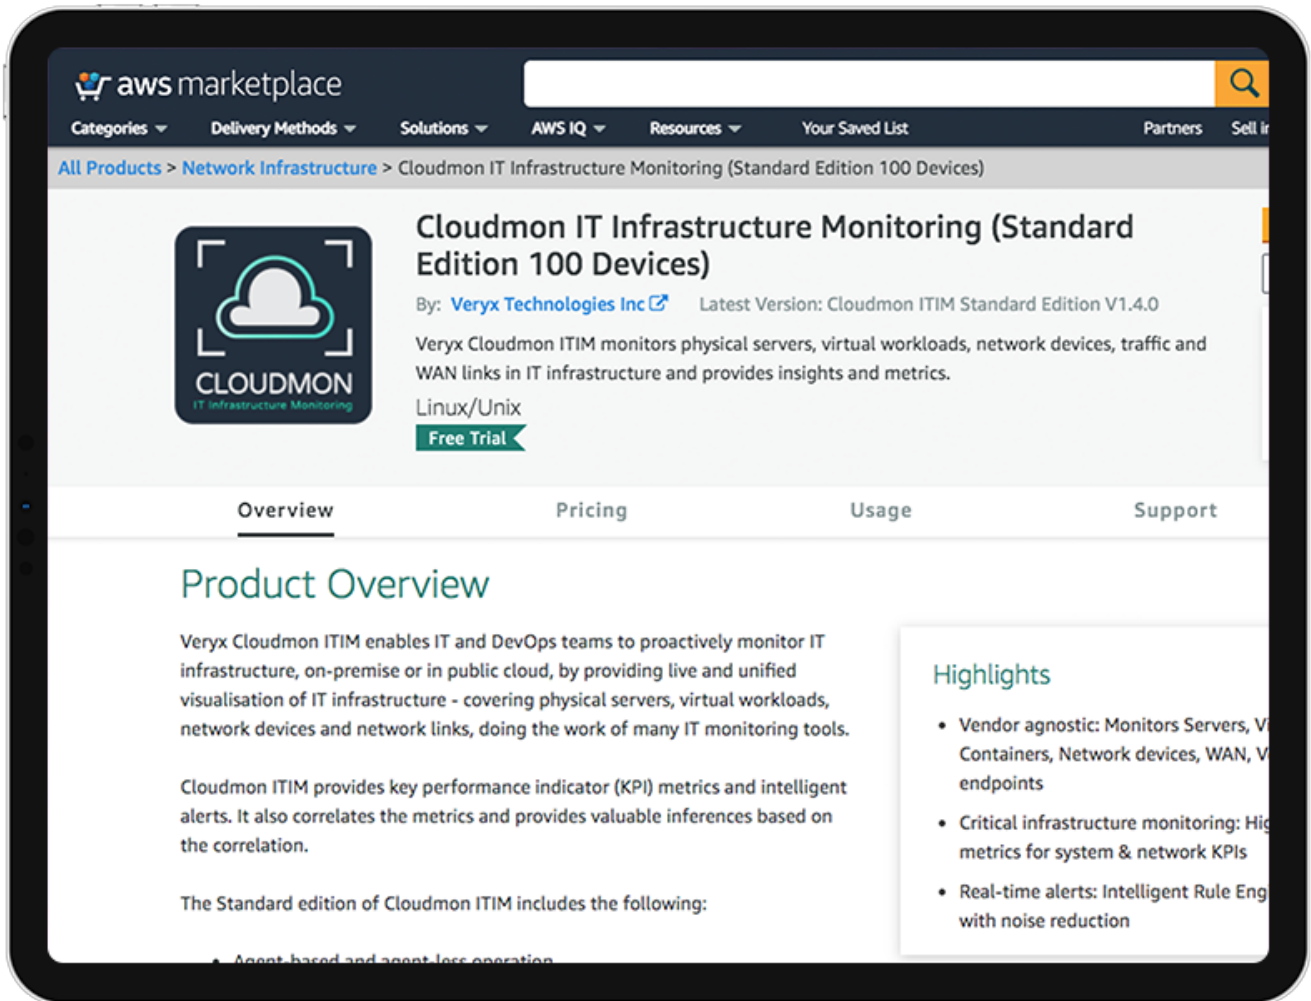 aws marketplace
Categories Delivery Methods Solutions AWS IQ Resources Your Saved List Partners Sell
All Products > Network Infrastructure > Cloudmon IT Infrastructure Monitoring (Standard Edition 100 Devices)
CLOUDMON
IT Infrastructure Monitoring
Cloudmon IT Infrastructure Monitoring (Standard
Edition 100 Devices)
By: Veryx Technologies Inc Latest Version: Cloudmon ITIM Standard Edition V1.4.0
Veryx Cloudmon ITIM monitors physical servers, virtual workloads, network devices, traffic and
WAN links in IT infrastructure and provides insights and metrics.
Linux/Unix
Free Trial
Overview Pricing Usage Support
Product Overview
Veryx Cloudmon ITIM enables IT and DevOps teams to proactively monitor IT
infrastructure, on-premise or in public cloud, by providing live and unified
visualisation of IT infrastructure - covering physical servers, virtual workloads,
network devices and network links, doing the work of many IT monitoring tools.
Cloudmon ITIM provides key performance indicator (KPI) metrics and intelligent
alerts. It also correlates the metrics and provides valuable inferences based on
the correlation.
The Standard edition of Cloudmon ITIM includes the following:
• Agent-based and agent-less operation
Highlights
• Vendor agnostic: Monitors Servers,
Containers, Network devices, WAN,
endpoints
• Critical infrastructure monitoring:
metrics for system & network KPIs
• Real-time alerts: Intelligent Rule
with noise reduction